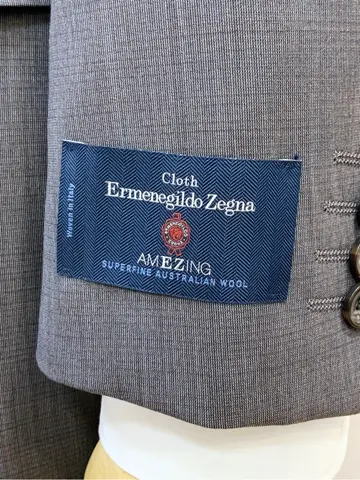 Cloth
Ermenegildo Zegna
AMEZING
SUPERFINE AUSTRALIAN WOOL
Woven in Italy